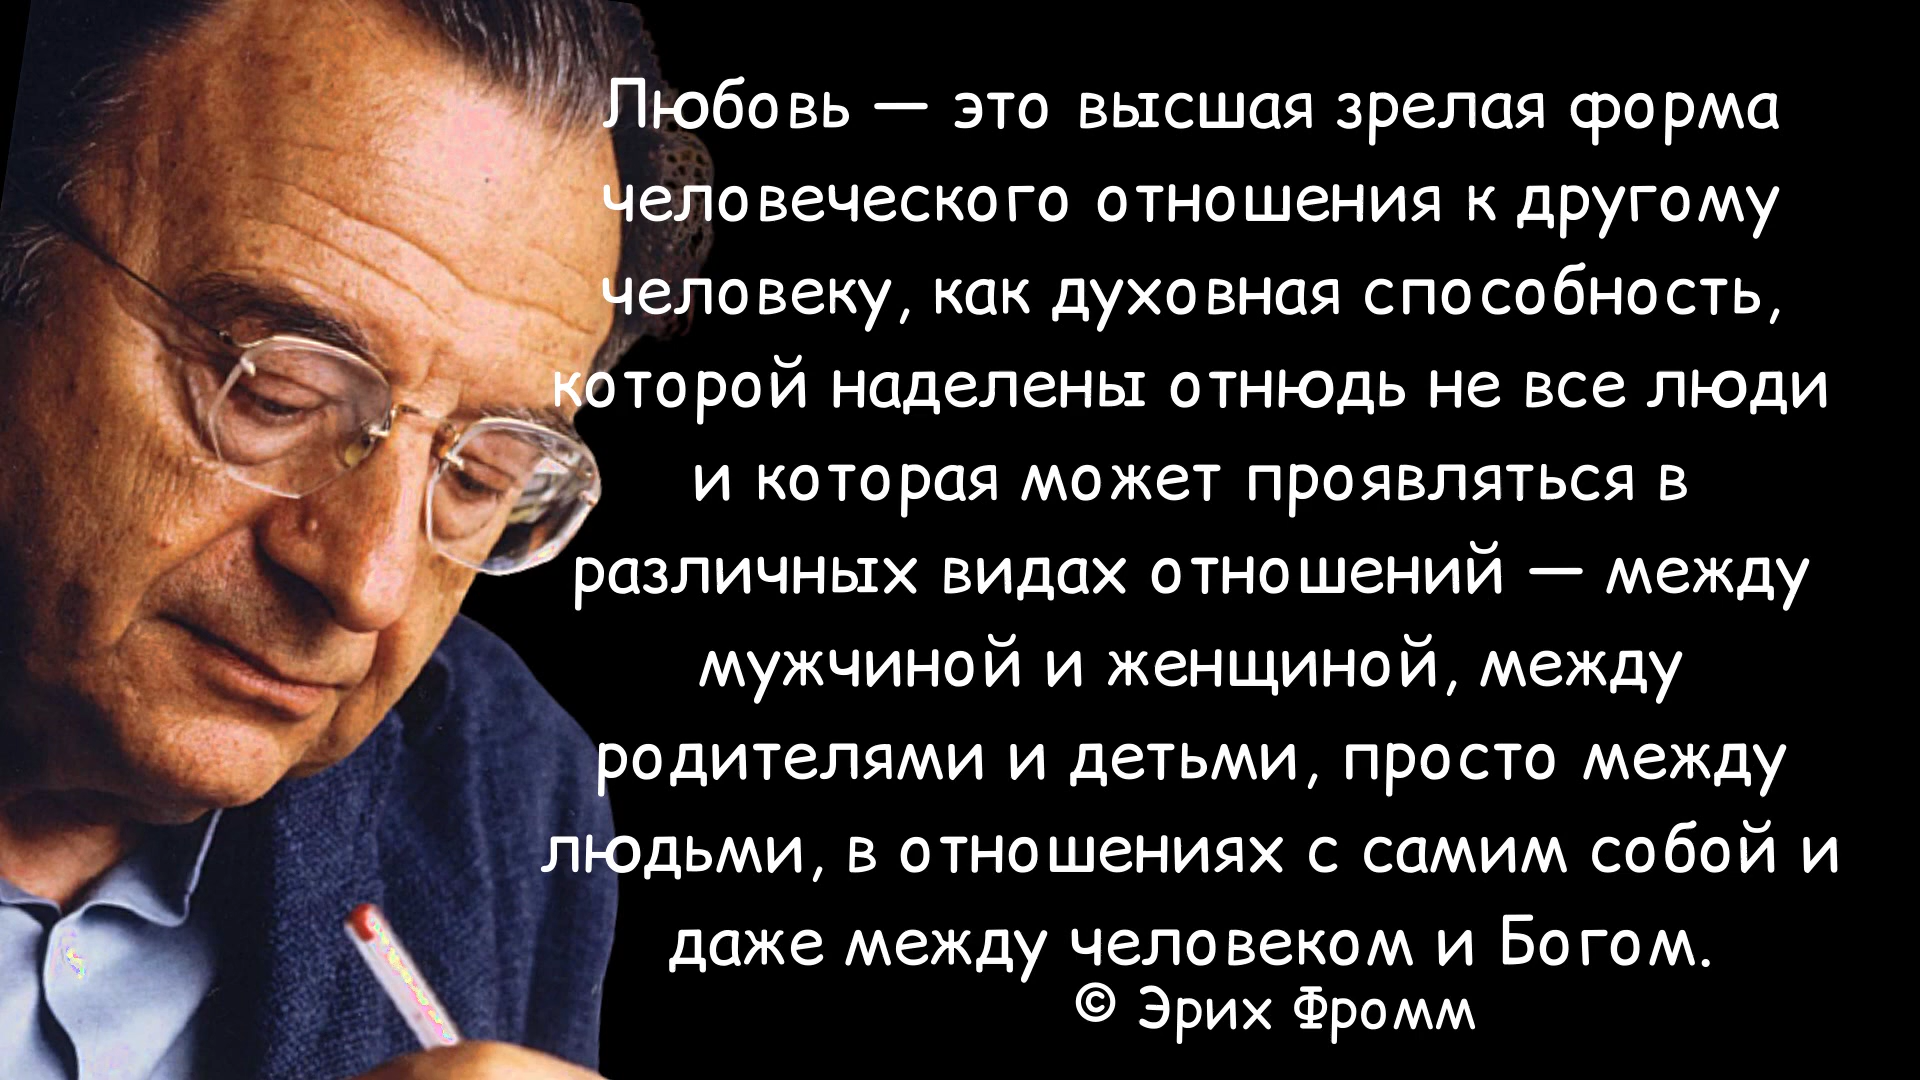 Любовь — это высшая зрелая форма
человеческого отношения к другому
человеку, как духовная способность,
которой наделены отнюдь не все люди
и которая может проявляться в
различных видах отношений — между
мужчиной и женщиной, между
родителями и детьми, просто между
людьми, в отношениях с самим собой и
даже между человеком и Богом.
© Эрих Фромм